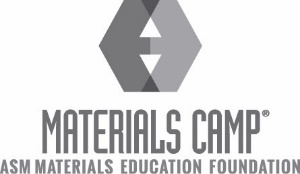 MATERIALS CAMP®
ASM MATERIALS EDUCATION FOUNDATION